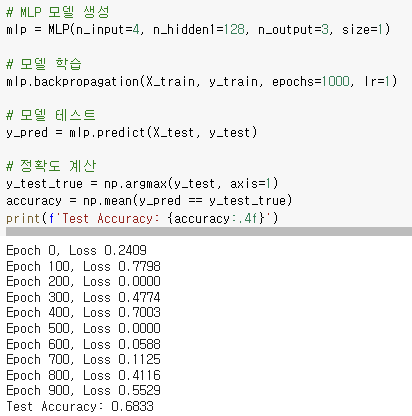 # MLP 모델 생성
mlp = MLP(n_input=4, n_hidden1=128, n_output=3, size=1)
# 모델 학습
mlp.backpropagation(X_train, y_train, epochs=1000, lr=1)
# 모델 테스트
y_pred = mlp.predict(X_test, y_test)
# 정확도 계산
y_test_true = np.argmax(y_test, axis=1)
accuracy = np.mean(y_pred == y_test_true)
print(f'Test Accuracy: {accuracy:.4f}')
Epoch 0, Loss 0.2409
Epoch 100, Loss 0.7798
Epoch 200, Loss 0.0000
Epoch 300, Loss 0.4774
Epoch 400, Loss 0.7003
Epoch 500, Loss 0.0000
Epoch 600, Loss 0.0588
Epoch 700, Loss 0.1125
Epoch 800, Loss 0.4116
Epoch 900, Loss 0.5529
Test Accuracy: 0.6833